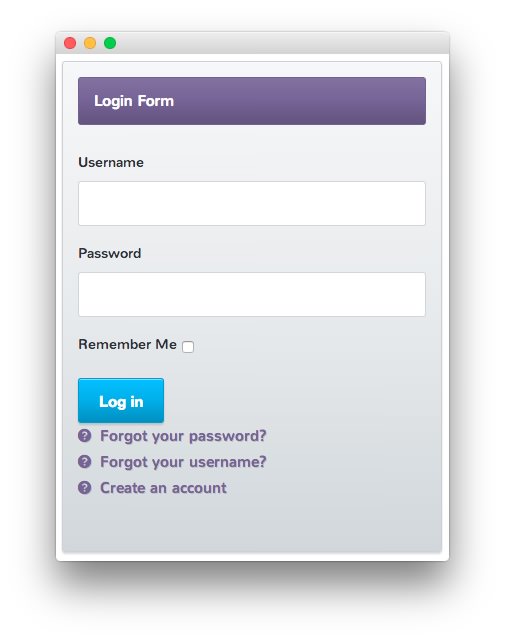 Login Form
Username
Password
Remember Me
Log in
? Forgot your password?
? Forgot your username?
? Create an account